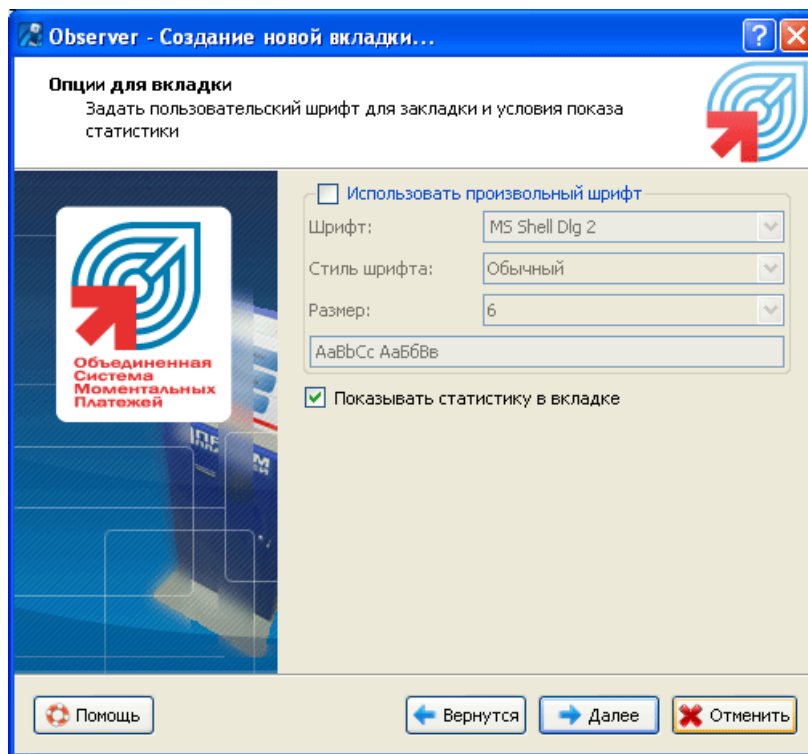 Observer - Создание новой вкладки...
Опции для вкладки
Задать пользовательский шрифт для закладки и условия показа
статистики
Использовать произвольный шрифт
Шрифт: MS Shell Dlg 2
Стиль шрифта: Обычный
Размер: 6
AaBbCc АаБбВв
Показывать статистику в вкладке
Объединенная
Система
Моментальных
Платежей
Помощь Вернутся Далее Отменить